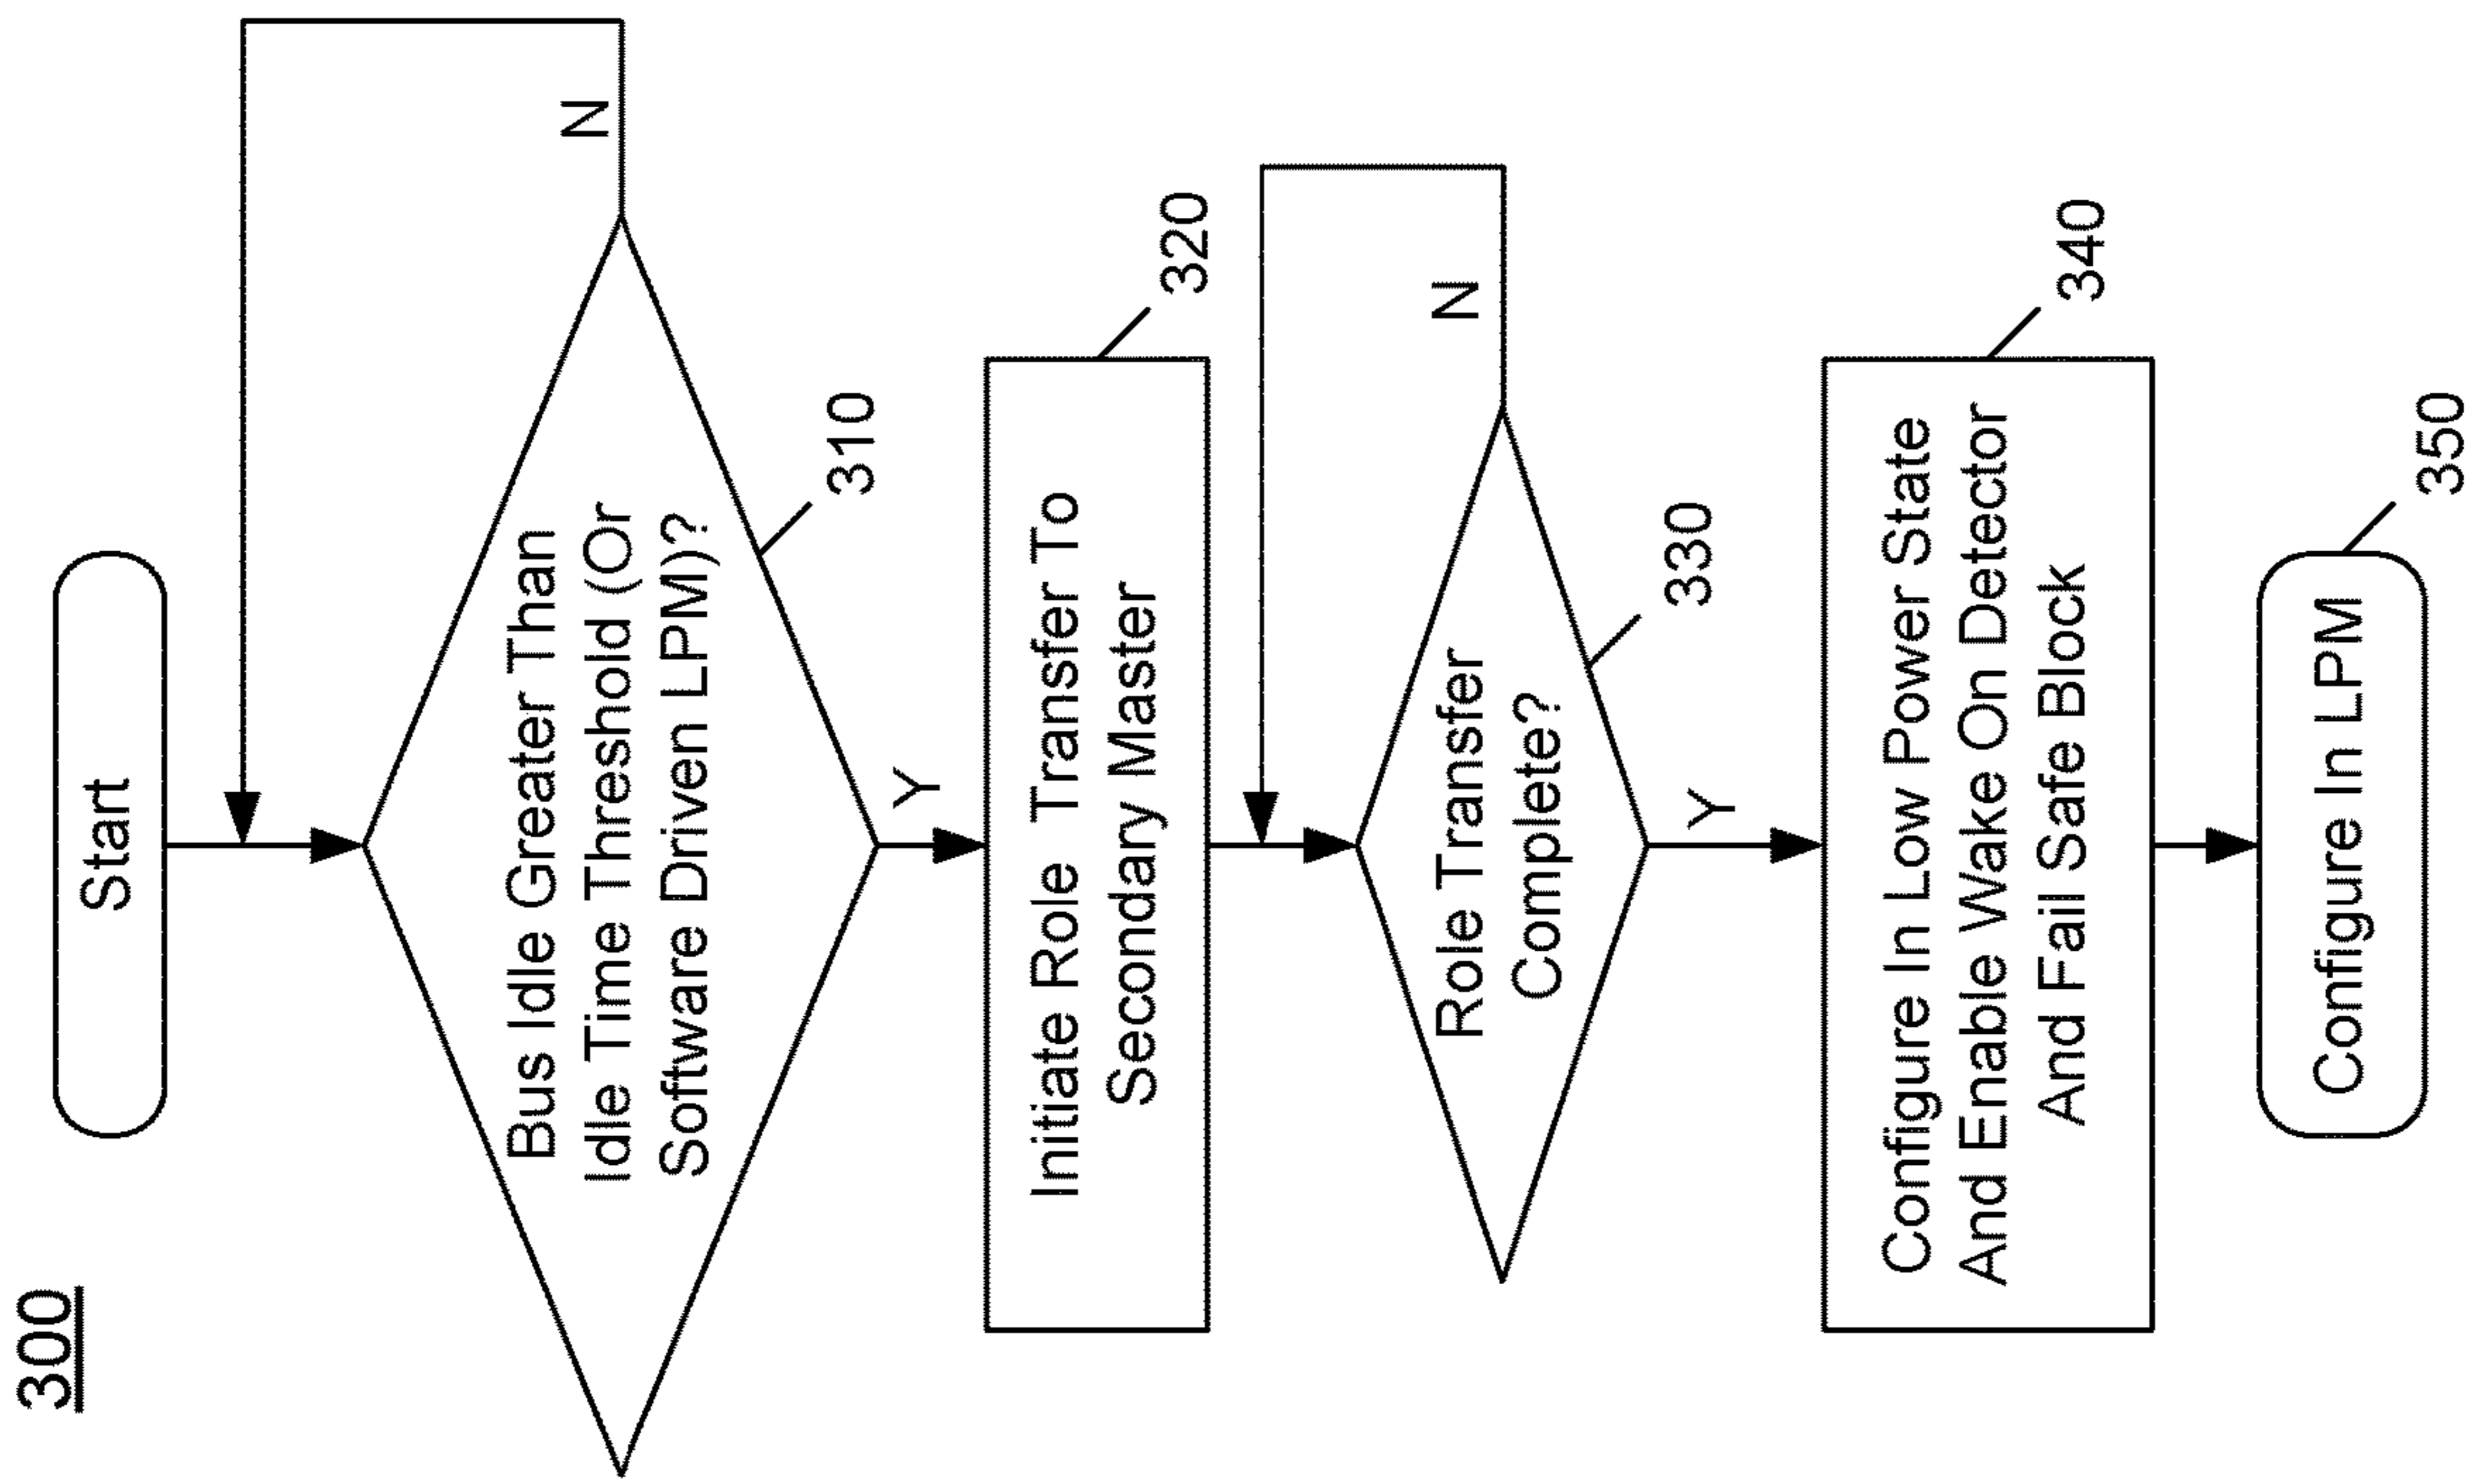 300
Start
N
Bus Idle Greater Than
Idle Time Threshold (Or
Software Driven LPM)?
310
Y
Initiate Role Transfer To
Secondary Master
320
N
Role Transfer
Complete?
330
Y
Configure In Low Power State
And Enable Wake On Detector
And Fail Safe Block
340
Configure In LPM
350